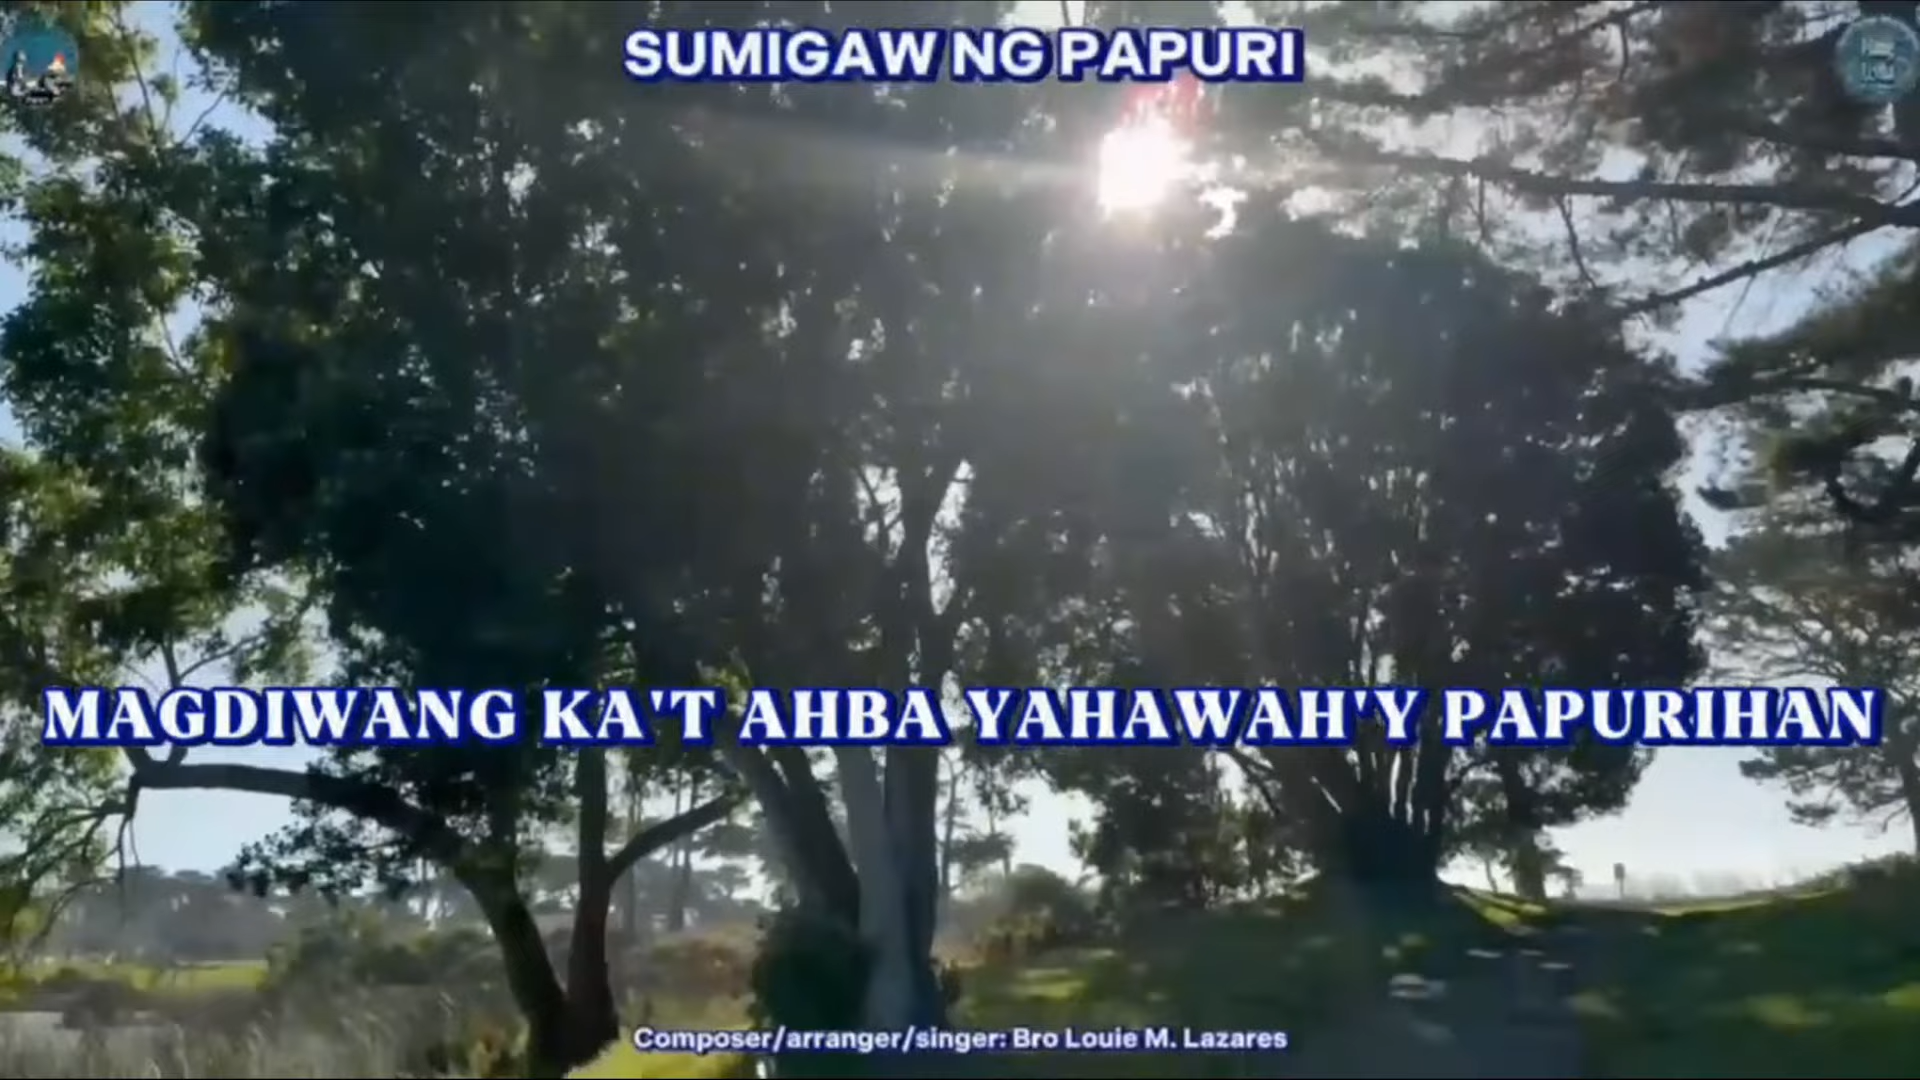 SUMIGAW NG PAPURI
MAGDIWANG KA'T AHBA YAHAWAH'Y PAPURIHAN
Composer/arranger/singer: Bro Louie M. Lazares